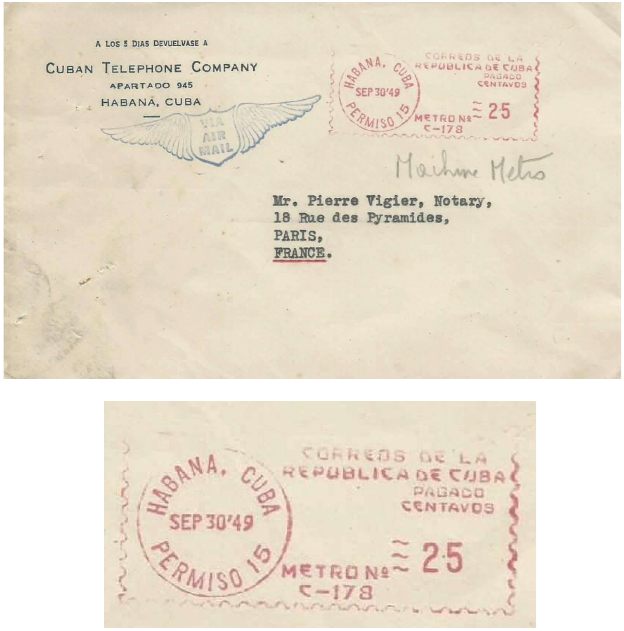 A LOS 5 DIAS DEVUELVASE A
CUBAN TELEPHONE COMPANY
APARTADO 945
HABANA, CUBA
VIA
AIR
MAIL
HABANA, CUBA
SEP 30'49
PERMISO 15
CORREOS DE LA
REPUBLICA DE CUBA
PAGADO
CENTAVOS
25
METRO Nº
C-178
Machine Metro
Mr. Pierre Vigier, Notary,
18 Rue des Pyramides,
PARIS,
FRANCE.
HABANA, CUBA
SEP 30'49
PERMISO 15
CORREOS DE LA
REPUBLICA DE CUBA
PAGADO
CENTAVOS
2.5
METRO Nº
C-178